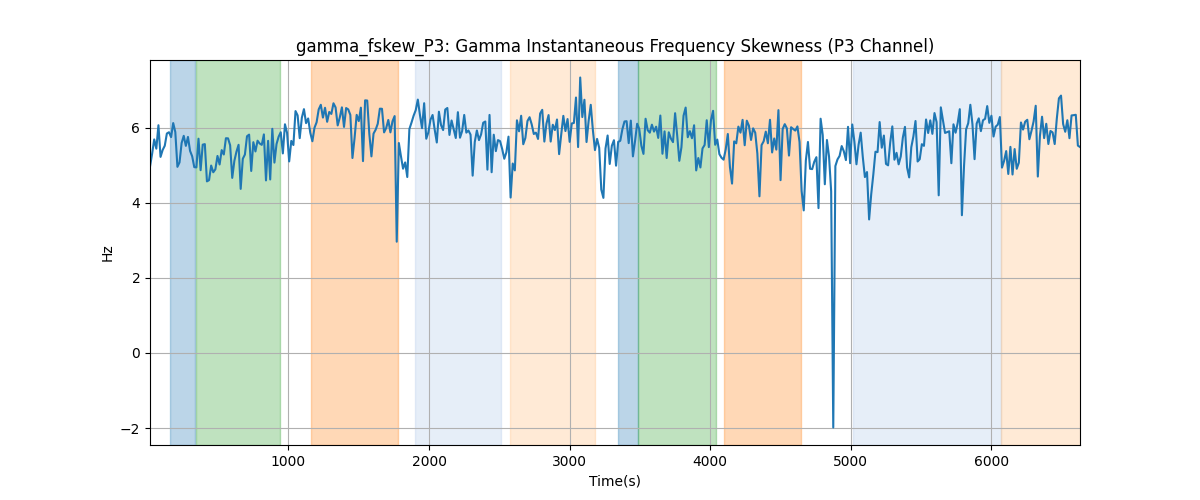 gamma_fskew_P3: Gamma Instantaneous Frequency Skewness (P3 Channel)
6
4
2
0
−2
Hz
1000 2000 3000 4000 5000 6000
Time(s)